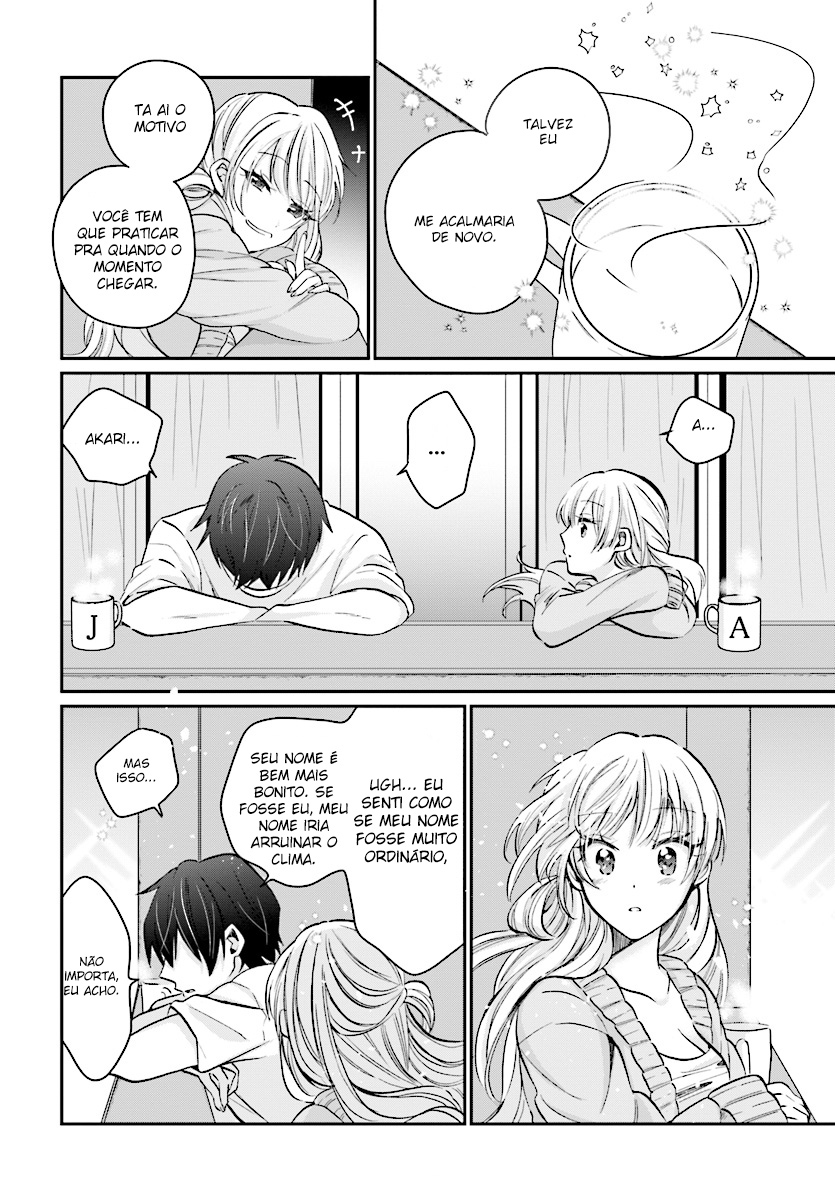 TALVEZ
EU
ME ACALMARIA
DE NOVO.
TA AI O
MOTIVO
VOCÊ TEM
QUE PRATICAR
PRA QUANDO O
MOMENTO
CHEGAR.
A...
...
AKARI...
A
J
UGH... EU
SENTI COMO
SE MEU NOME
FOSSE MUITO
ORDINÁRIO,
SEU NOME É
BEM MAIS
BONITO. SE
FOSSE EU, MEU
NOME IRIA
ARRUINAR O
CLIMA.
MAS
ISSO...
NÃO
IMPORTA,
EU ACHO.